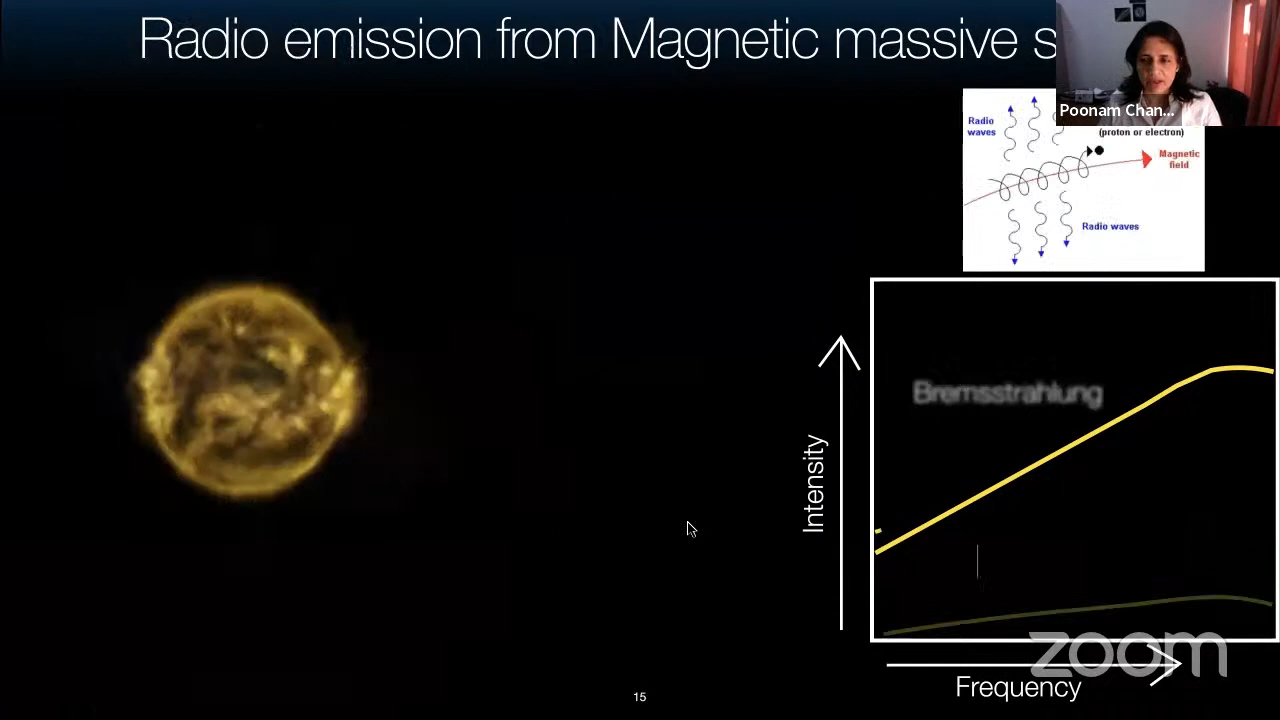 Radio emission from Magnetic massive s
Poonam Chan...
Radio
waves
(proton or electron)
Magnetic
field
Radio waves
Bremsstrahlung
Intensity
zoom
Frequency
15